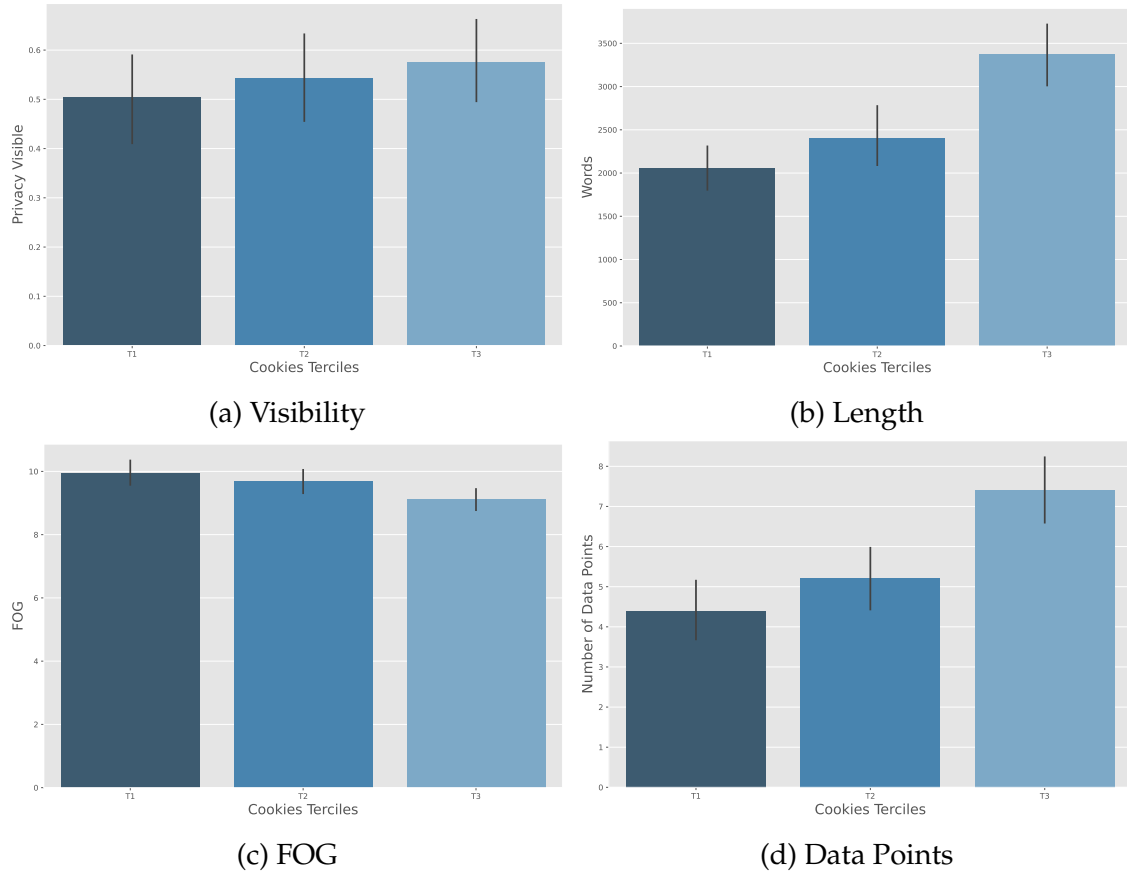 Privacy Visible
0.6
0.5
0.4
0.3
0.2
0.1
0.0
T1 T2 T3
Cookies Terciles
(a) Visibility
Words
3500
3000
2500
2000
1500
1000
500
0
T1 T2 T3
Cookies Terciles
(b) Length
FOG
10
8
6
4
2
0
T1 T2 T3
Cookies Terciles
(c) FOG
Number of Data Points
8
7
6
5
4
3
2
1
0
T1 T2 T3
Cookies Terciles
(d) Data Points